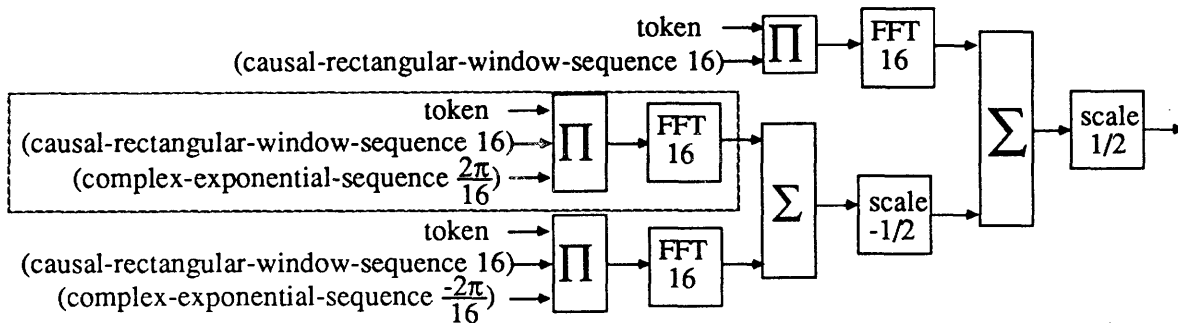 token
(causal-rectangular-window-sequence 16)
∏
FFT
16
token
(causal-rectangular-window-sequence 16)
(complex-exponential-sequence 2π/16)
∏
FFT
16
token
(causal-rectangular-window-sequence 16)
(complex-exponential-sequence -2π/16)
∏
FFT
16
∑
scale
-1/2
∑
scale
1/2